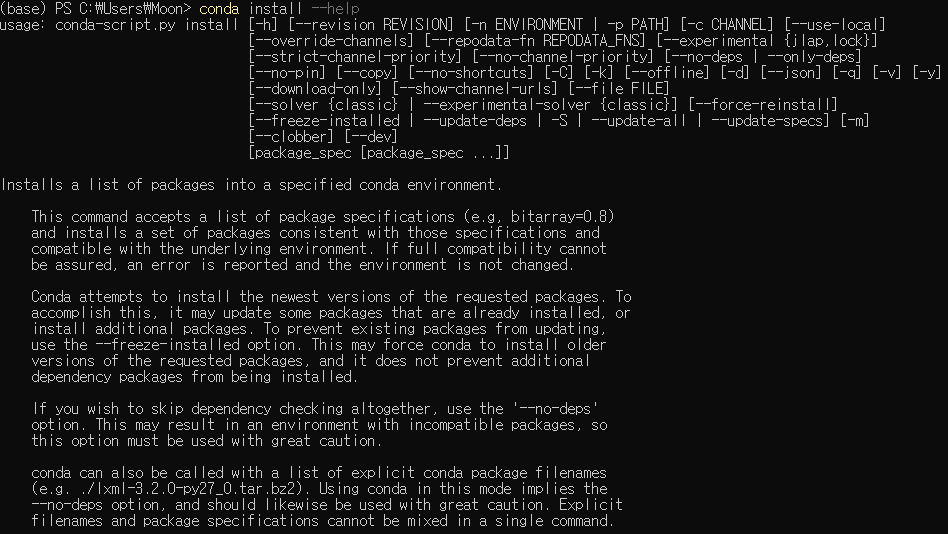 (base) PS C:₩Users₩Moon> conda install --help
usage: conda-script.py install [-h] [--revision REVISION] [-n ENVIRONMENT | -p PATH] [-c CHANNEL] [--use-local]
[--override-channels] [--repodata-fn REPODATA_FNS] [--experimental {jlap,lock}]
[--strict-channel-priority] [--no-channel-priority] [--no-deps | --only-deps]
[--no-pin] [--copy] [--no-shortcuts] [-C] [-k] [--offline] [-d] [--json] [-q] [-v] [-y]
[--download-only] [--show-channel-urls] [--file FILE]
[--solver {classic} | --experimental-solver {classic}] [--force-reinstall]
[--freeze-installed | --update-deps | -S | --update-all | --update-specs] [-m]
[--clobber] [--dev]
[package_spec [package_spec ...]]
Installs a list of packages into a specified conda environment.
This command accepts a list of package specifications (e.g, bitarray=0.8)
and installs a set of packages consistent with those specifications and
compatible with the underlying environment. If full compatibility cannot
be assured, an error is reported and the environment is not changed.
Conda attempts to install the newest versions of the requested packages. To
accomplish this, it may update some packages that are already installed, or
install additional packages. To prevent existing packages from updating,
use the --freeze-installed option. This may force conda to install older
versions of the requested packages, and it does not prevent additional
dependency packages from being installed.
If you wish to skip dependency checking altogether, use the '--no-deps'
option. This may result in an environment with incompatible packages, so
this option must be used with great caution.
conda can also be called with a list of explicit conda package filenames
(e.g. ./lxml-3.2.0-py27_0.tar.bz2). Using conda in this mode implies the
--no-deps option, and should likewise be used with great caution. Explicit
filenames and package specifications cannot be mixed in a single command.